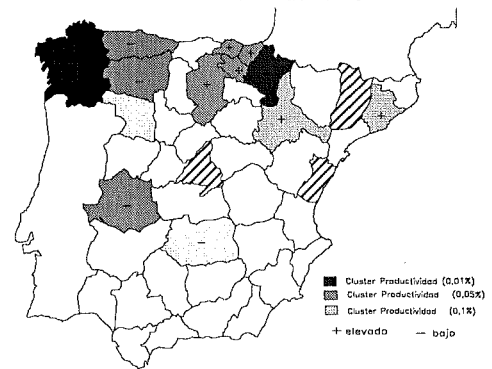 Cluster Productividad (0,01%)
Cluster Productividad (0,05%)
Cluster Productividad (0,1%)
+ elevado — bajo